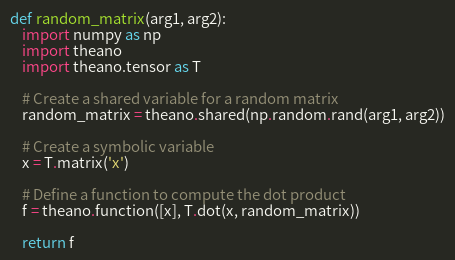 def random_matrix(arg1, arg2):
    import numpy as np
    import theano
    import theano.tensor as T
    # Create a shared variable for a random matrix
    random_matrix = theano.shared(np.random.rand(arg1, arg2))
    # Create a symbolic variable
    x = T.matrix('x')
    # Define a function to compute the dot product
    f = theano.function([x], T.dot(x, random_matrix))
    return f